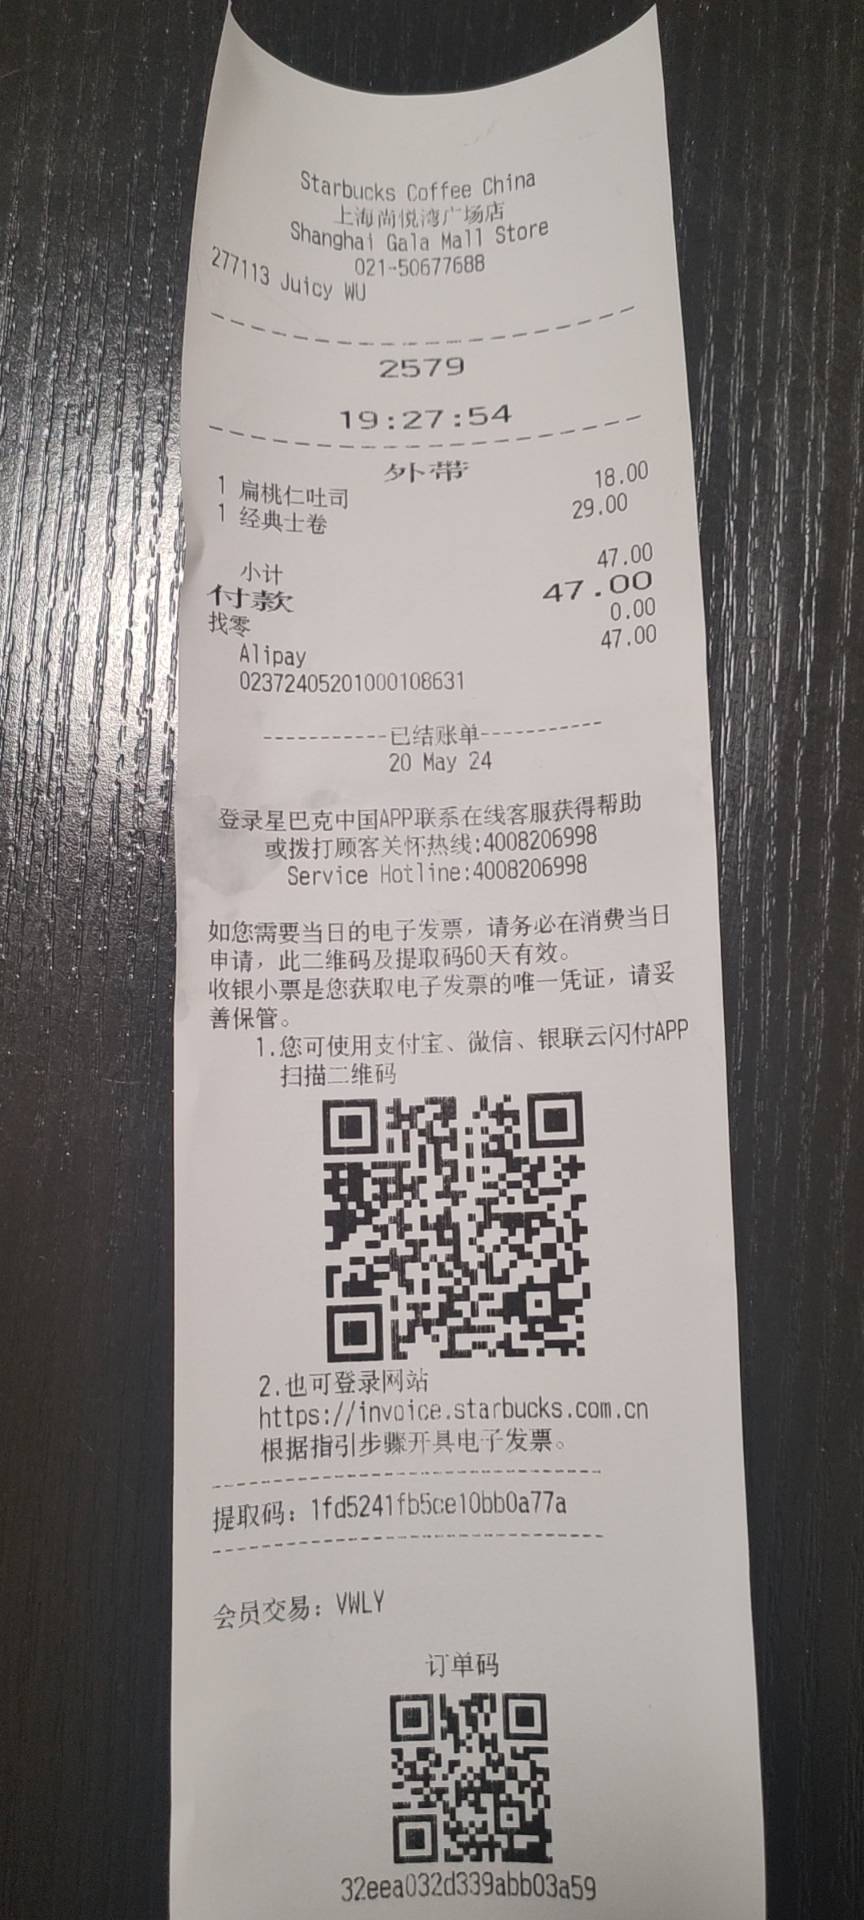 Starbucks Coffee China
上海尚悦湾广场店
Shanghai Gala Mall Store
021-50677688
277113 Juicy WU
2579
19:27:54
外带
1 扁桃仁吐司 18.00
1 经典士卷 29.00
小计 47.00
付款 47.00
找零 0.00
Alipay 47.00
02372405201000108631
-----------已结账单-----------
20 May 24
登录星巴克中国APP联系在线客服获得帮助
或拨打顾客关怀热线:4008206998
Service Hotline:4008206998
如您需要当日的电子发票，请务必在消费当日
申请，此二维码及提取码60天有效。
收银小票是您获取电子发票的唯一凭证，请妥
善保管。
1.您可使用支付宝、微信、银联云闪付APP
扫描二维码
2.也可登录网站
https://invoice.starbucks.com.cn
根据指引步骤开具电子发票。
提取码：1fd5241fb5ce10bb0a77a
会员交易：VWLY
订单码
32eea032d339abb03a59